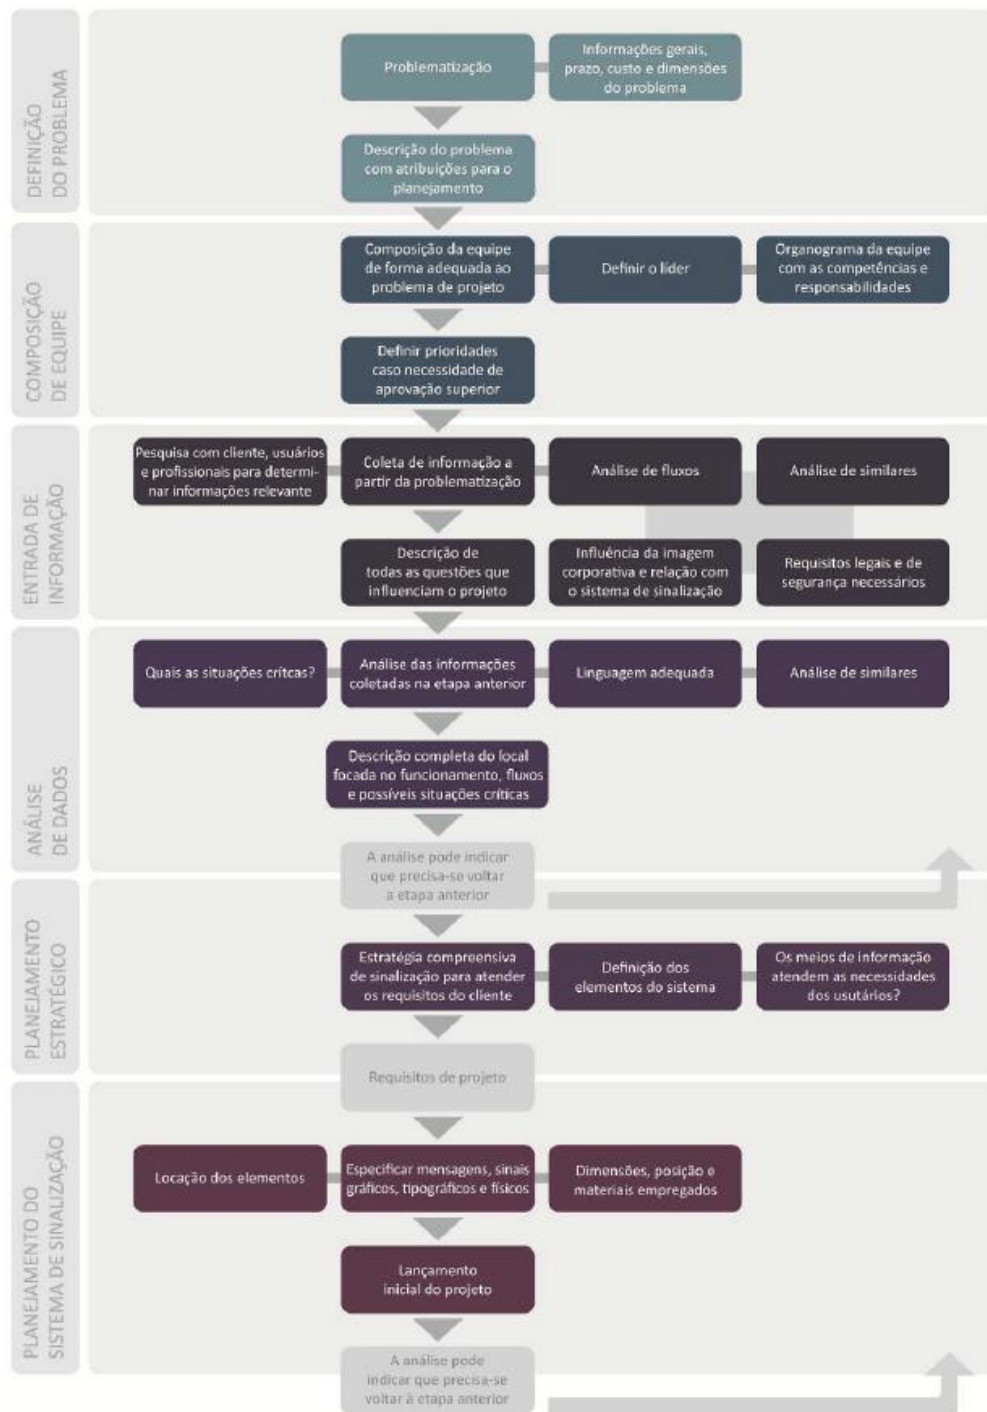 DEFINIÇÃO
DO PROBLEMA
Problematização
Informações gerais,
prazo, custo e dimensões
do problema
Descrição do problema
com atribuições para o
planejamento
COMPOSIÇÃO
DE EQUIPE
Composição da equipe
de forma adequada ao
problema de projeto
Definir o líder
Organograma da equipe
com as competências e
responsabilidades
Definir prioridades
caso necessidade de
aprovação superior
ENTRADA DE
INFORMAÇÃO
Pesquisa com cliente, usuários
e profissionais para determi-
nar informações relevante
Coleta de informação a
partir da problematização
Análise de fluxos
Análise de similares
Descrição de
todas as questões que
influenciam o projeto
Influência da imagem
corporativa e relação com
o sistema de sinalização
Requisitos legais e de
segurança necessários
ANÁLISE
DE DADOS
Quais as situações crítcas?
Análise das informações
coletadas na etapa anterior
Linguagem adequada
Análise de similares
Descrição completa do local
focada no funcionamento, fluxos
e possíveis situações críticas
A análise pode indicar
que precisa-se voltar
a etapa anterior
PLANEJAMENTO
ESTRATÉGICO
Estratégia compreensiva
de sinalização para atender
os requisitos do cliente
Definição dos
elementos do sistema
Os meios de informação
atendem as necessidades
dos usutários?
Requisitos de projeto
PLANEJAMENTO DO
SISTEMA DE SINALIZAÇÃO
Locação dos elementos
Especificar mensagens, sinais
gráficos, tipográficos e físicos
Dimensões, posição e
materiais empregados
Lançamento
inicial do projeto
A análise pode
indicar que precisa-se
voltar à etapa anterior